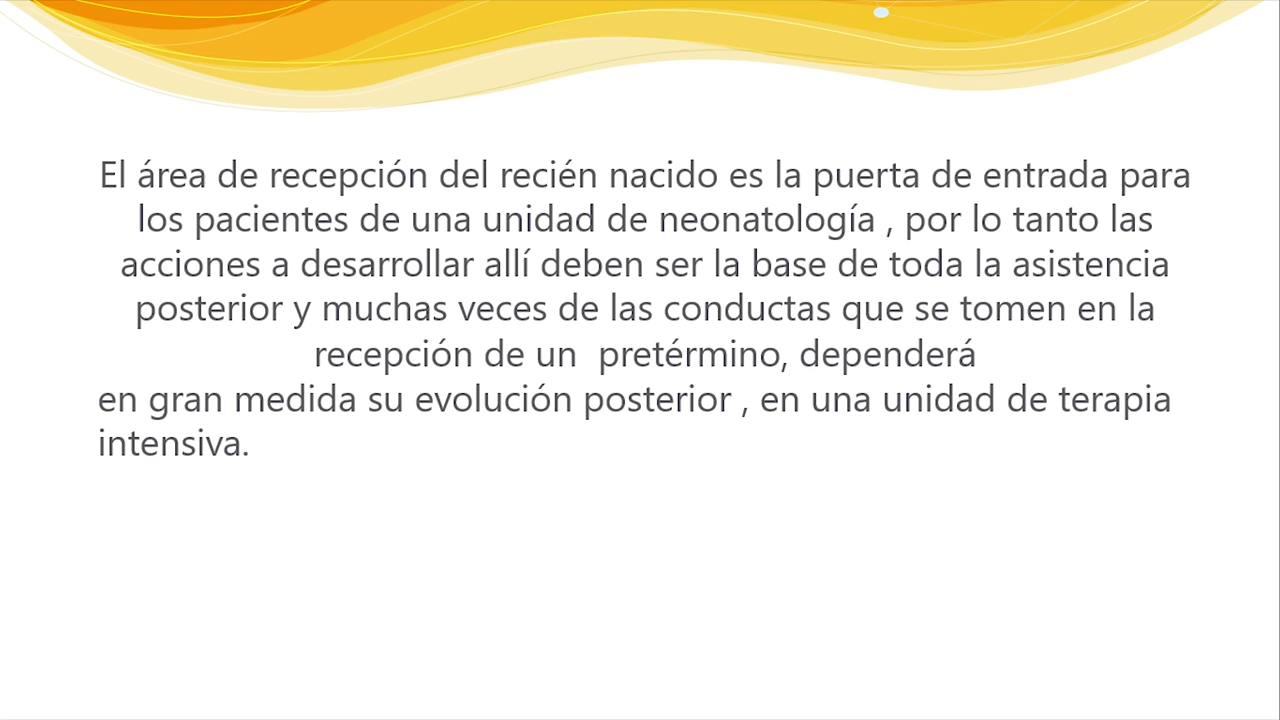 El área de recepción del recién nacido es la puerta de entrada para
los pacientes de una unidad de neonatología , por lo tanto las
acciones a desarrollar allí deben ser la base de toda la asistencia
posterior y muchas veces de las conductas que se tomen en la
recepción de un  pretérmino, dependerá
en gran medida su evolución posterior , en una unidad de terapia
intensiva.